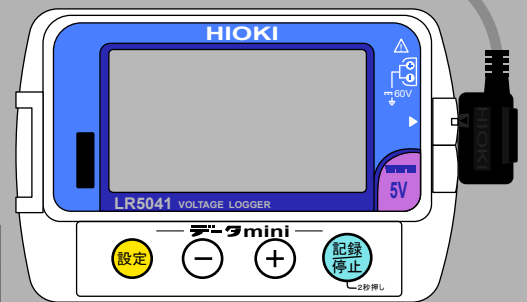 HIOKI
60V
HIOKI
5V
LR5041 VOLTAGE LOGGER
データmini
設定
−
+
記録
停止
2秒押し